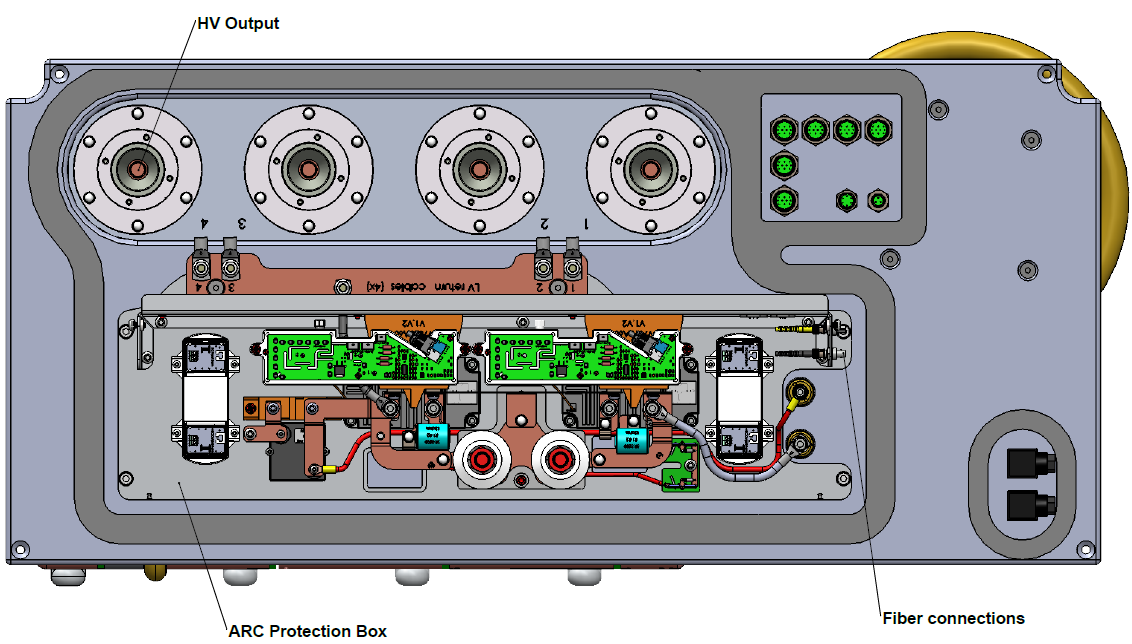 HV Output
4
3
2
1
4
3
LV return cables (4x)
2
1
V1.V2
V1.V2
Fiber connections
ARC Protection Box